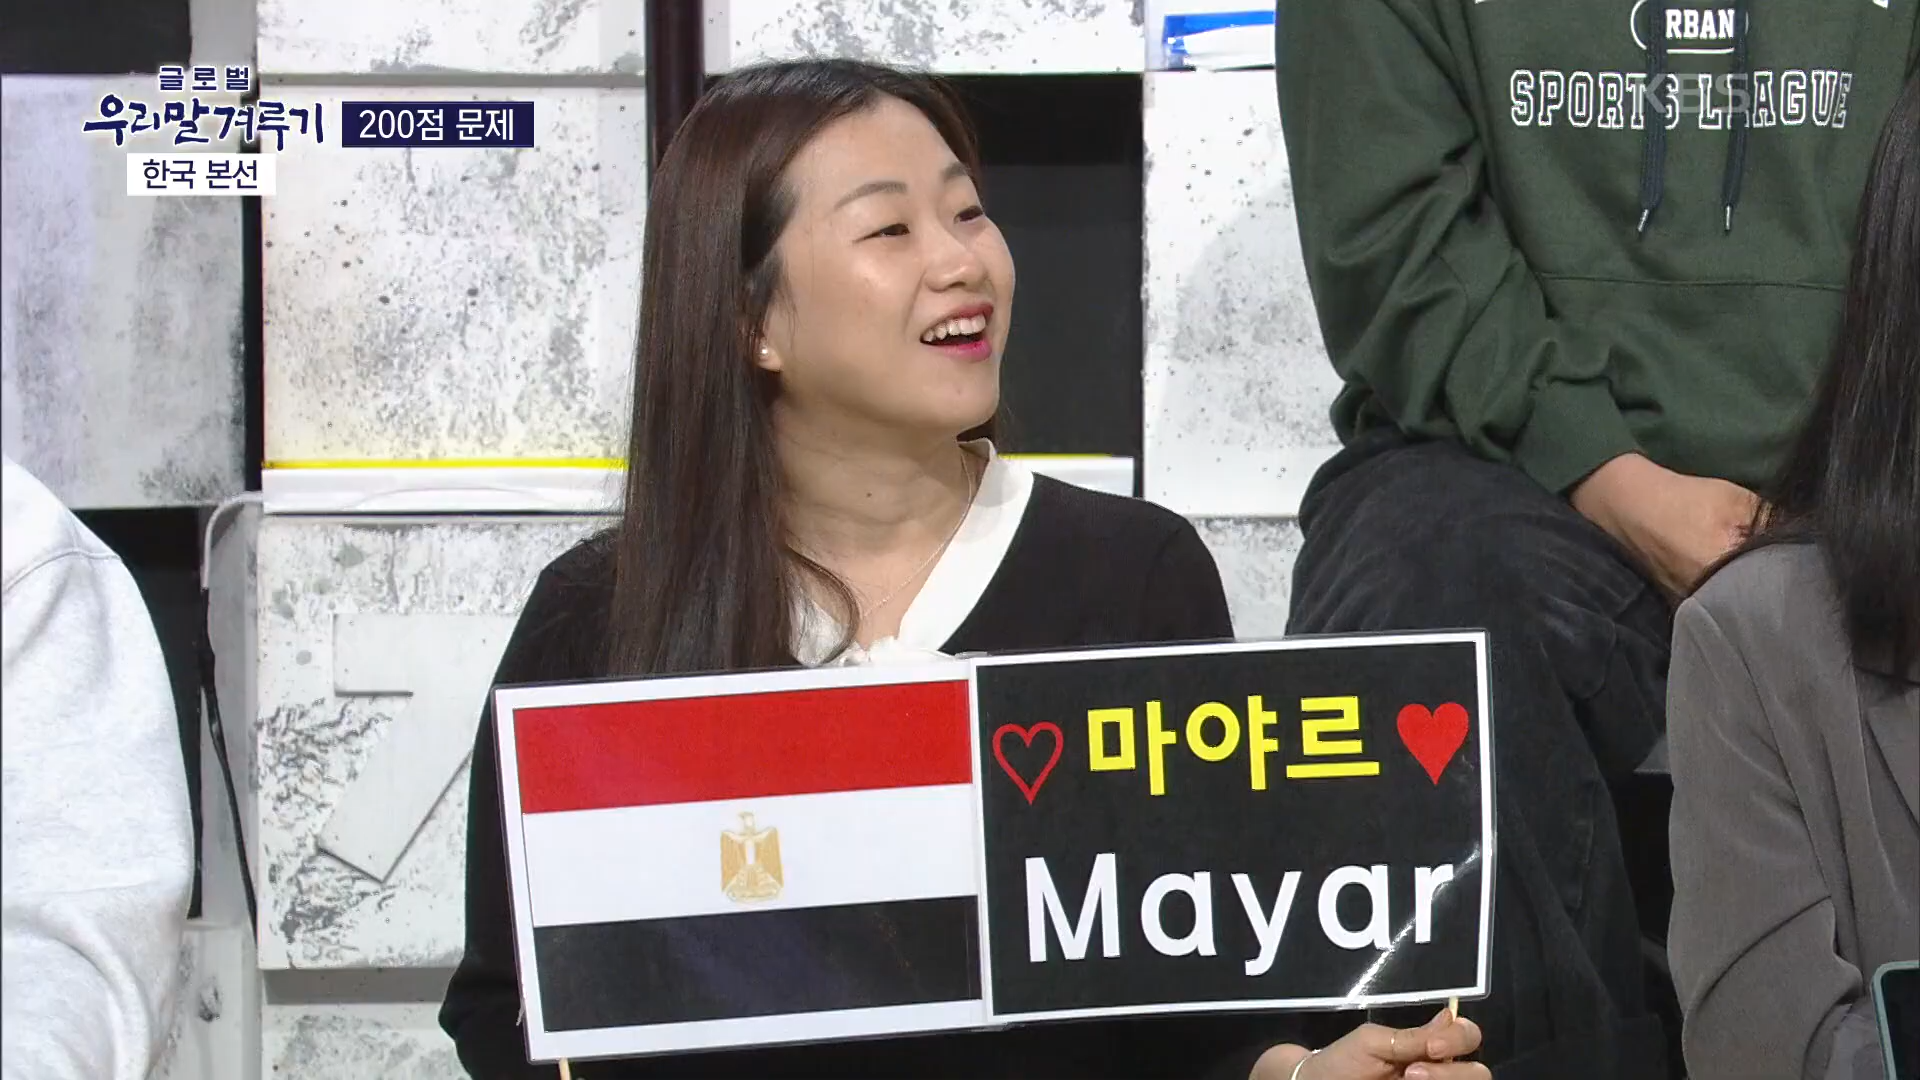 글로벌
우리말 겨루기 200점 문제
한국 본선
RBAN
SPORTS LEAGUE
KBS
♡ 마야르 ♥
Mayar